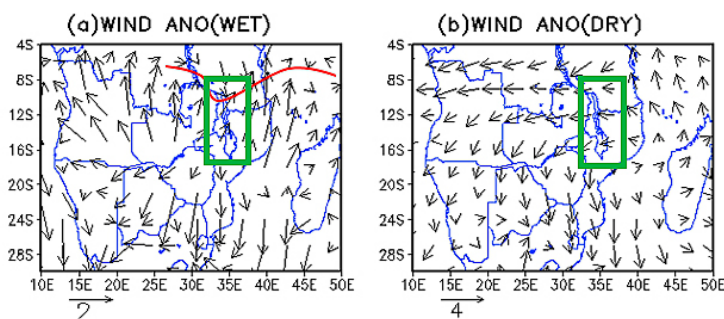 (a)WIND ANO(WET)
4S
8S
12S
16S
20S
24S
28S
10E 15E 20E 25E 30E 35E 40E 45E 50E
2
(b)WIND ANO(DRY)
4S
8S
12S
16S
20S
24S
28S
10E 15E 20E 25E 30E 35E 40E 45E 50E
4